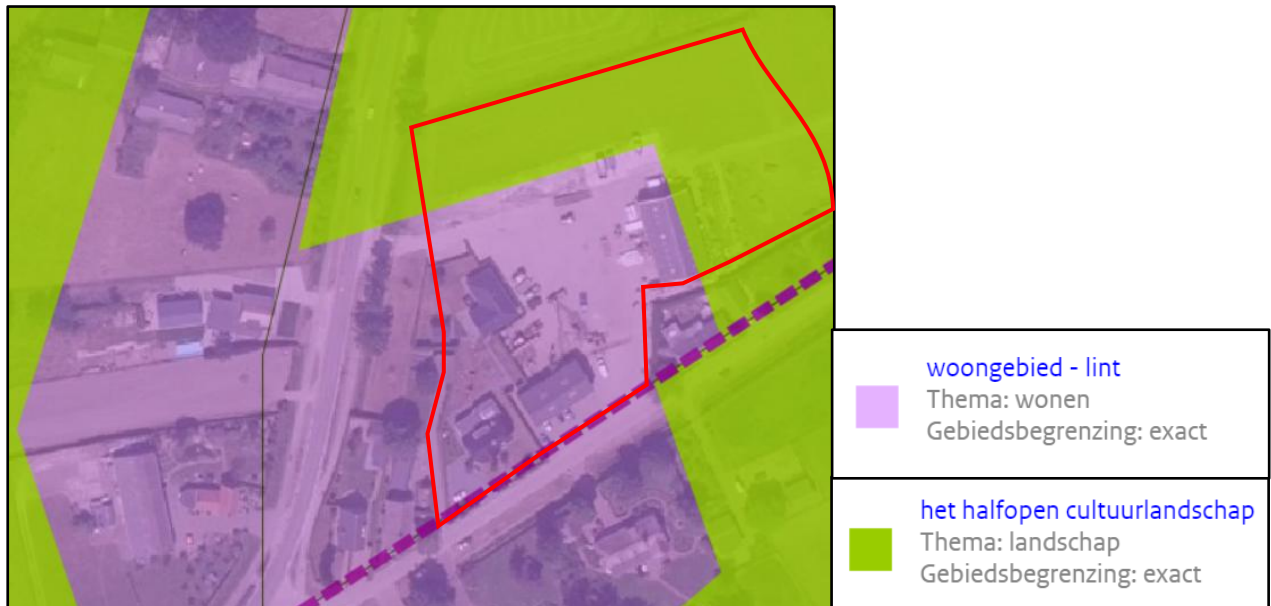 woongebied - lint
Thema: wonen
Gebiedsbegrenzing: exact
het halfopen cultuurlandschap
Thema: landschap
Gebiedsbegrenzing: exact